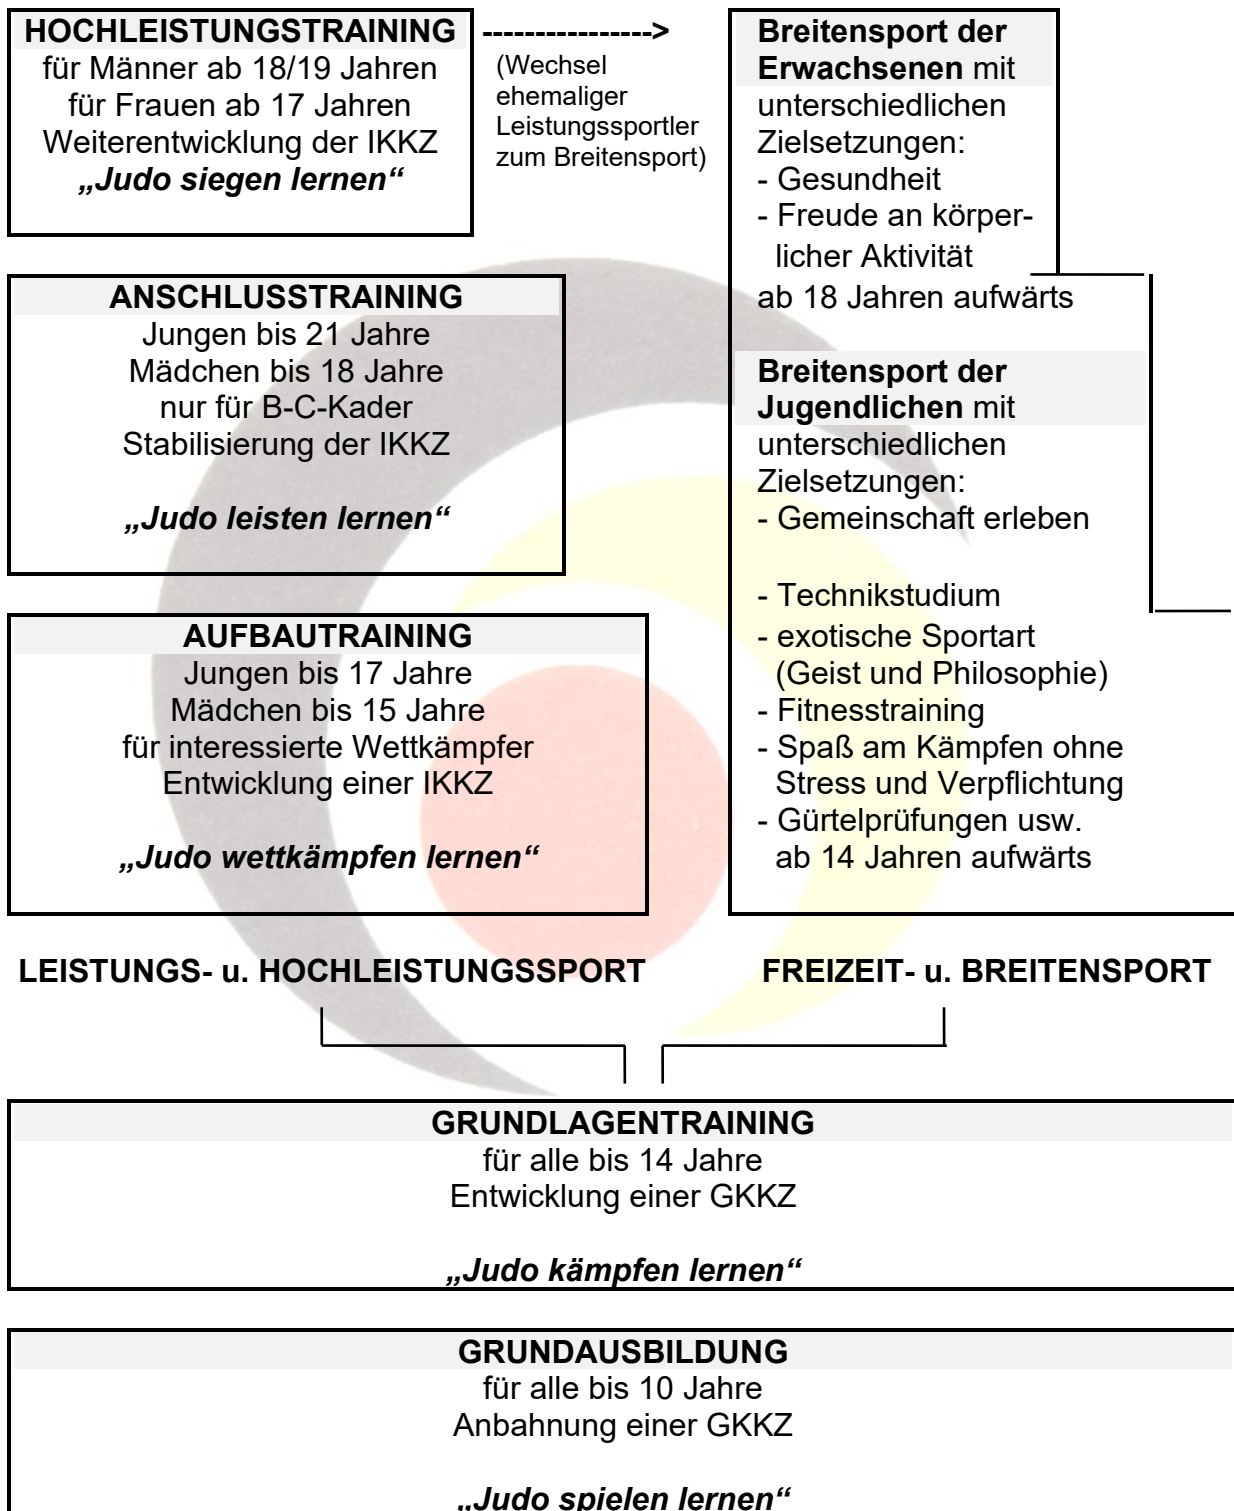 HOCHLEISTUNGSTRAINING
für Männer ab 18/19 Jahren
für Frauen ab 17 Jahren
Weiterentwicklung der IKKZ
„Judo siegen lernen“
---------------->
(Wechsel
ehemaliger
Leistungssportler
zum Breitensport)
ANSCHLUSSTRAINING
Jungen bis 21 Jahre
Mädchen bis 18 Jahre
nur für B-C-Kader
Stabilisierung der IKKZ
„Judo leisten lernen“
AUFBAUTRAINING
Jungen bis 17 Jahre
Mädchen bis 15 Jahre
für interessierte Wettkämpfer
Entwicklung einer IKKZ
„Judo wettkämpfen lernen“
Breitensport der
Erwachsenen mit
unterschiedlichen
Zielsetzungen:
- Gesundheit
- Freude an körper-
licher Aktivität
ab 18 Jahren aufwärts
Breitensport der
Jugendlichen mit
unterschiedlichen
Zielsetzungen:
- Gemeinschaft erleben
- Technikstudium
- exotische Sportart
(Geist und Philosophie)
- Fitnesstraining
- Spaß am Kämpfen ohne
Stress und Verpflichtung
- Gürtelprüfungen usw.
ab 14 Jahren aufwärts
LEISTUNGS- u. HOCHLEISTUNGSSPORT
FREIZEIT- u. BREITENSPORT
GRUNDLAGENTRAINING
für alle bis 14 Jahre
Entwicklung einer GKKZ
„Judo kämpfen lernen“
GRUNDAUSBILDUNG
für alle bis 10 Jahre
Anbahnung einer GKKZ
„Judo spielen lernen“